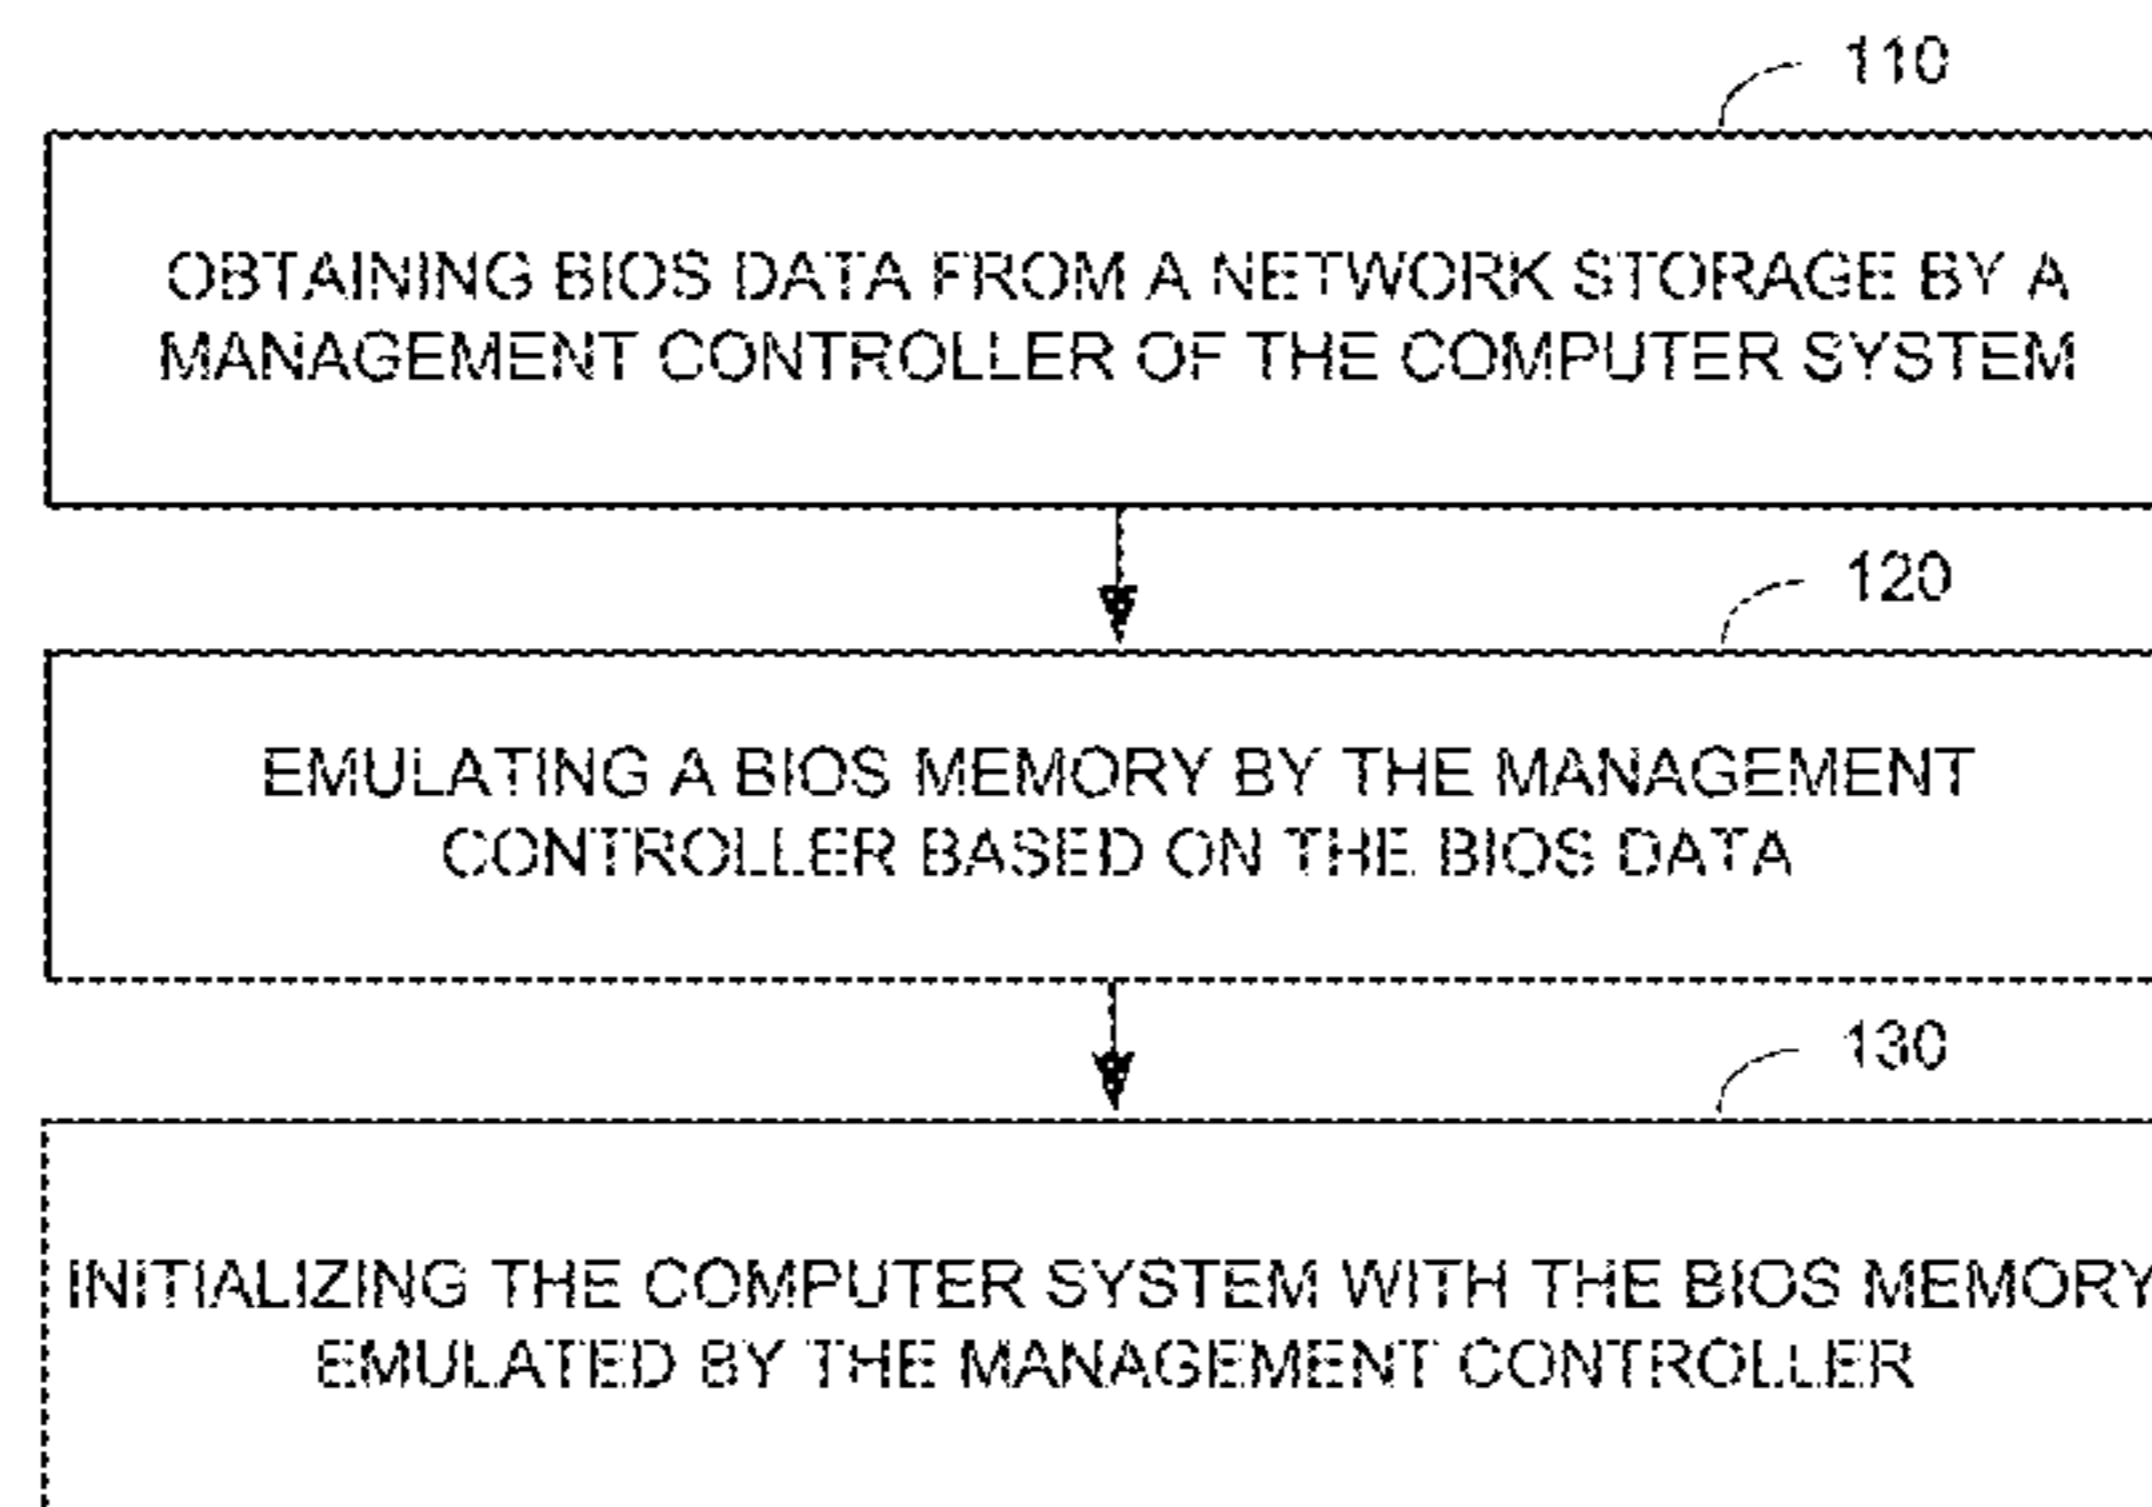 110
OBTAINING BIOS DATA FROM A NETWORK STORAGE BY A
MANAGEMENT CONTROLLER OF THE COMPUTER SYSTEM
120
EMULATING A BIOS MEMORY BY THE MANAGEMENT
CONTROLLER BASED ON THE BIOS DATA
130
INITIALIZING THE COMPUTER SYSTEM WITH THE BIOS MEMORY
EMULATED BY THE MANAGEMENT CONTROLLER